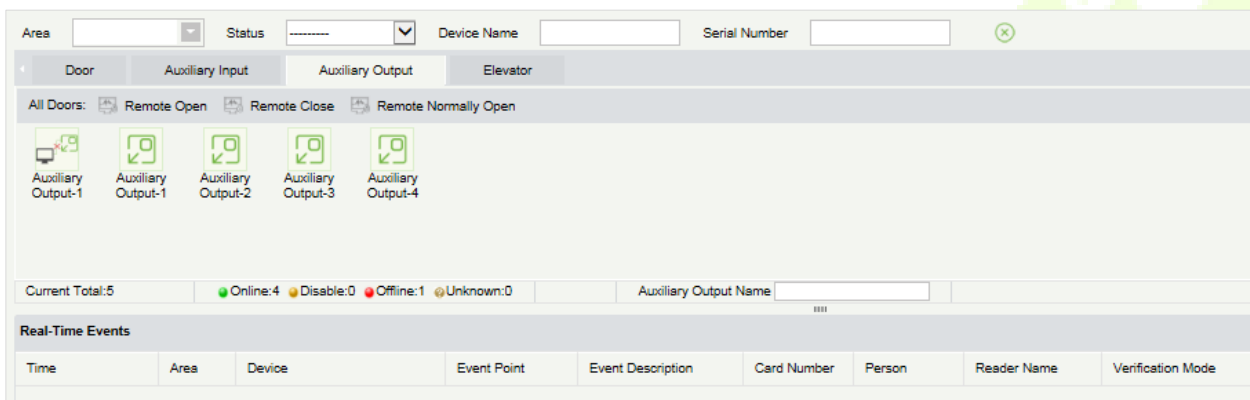 Area Status --------- Device Name Serial Number
Door Auxiliary Input Auxiliary Output Elevator
All Doors: Remote Open Remote Close Remote Normally Open
Auxiliary Output-1 Auxiliary Output-1 Auxiliary Output-2 Auxiliary Output-3 Auxiliary Output-4
Current Total:5 Online:4 Disable:0 Offline:1 Unknown:0 Auxiliary Output Name
Real-Time Events
Time Area Device Event Point Event Description Card Number Person Reader Name Verification Mode